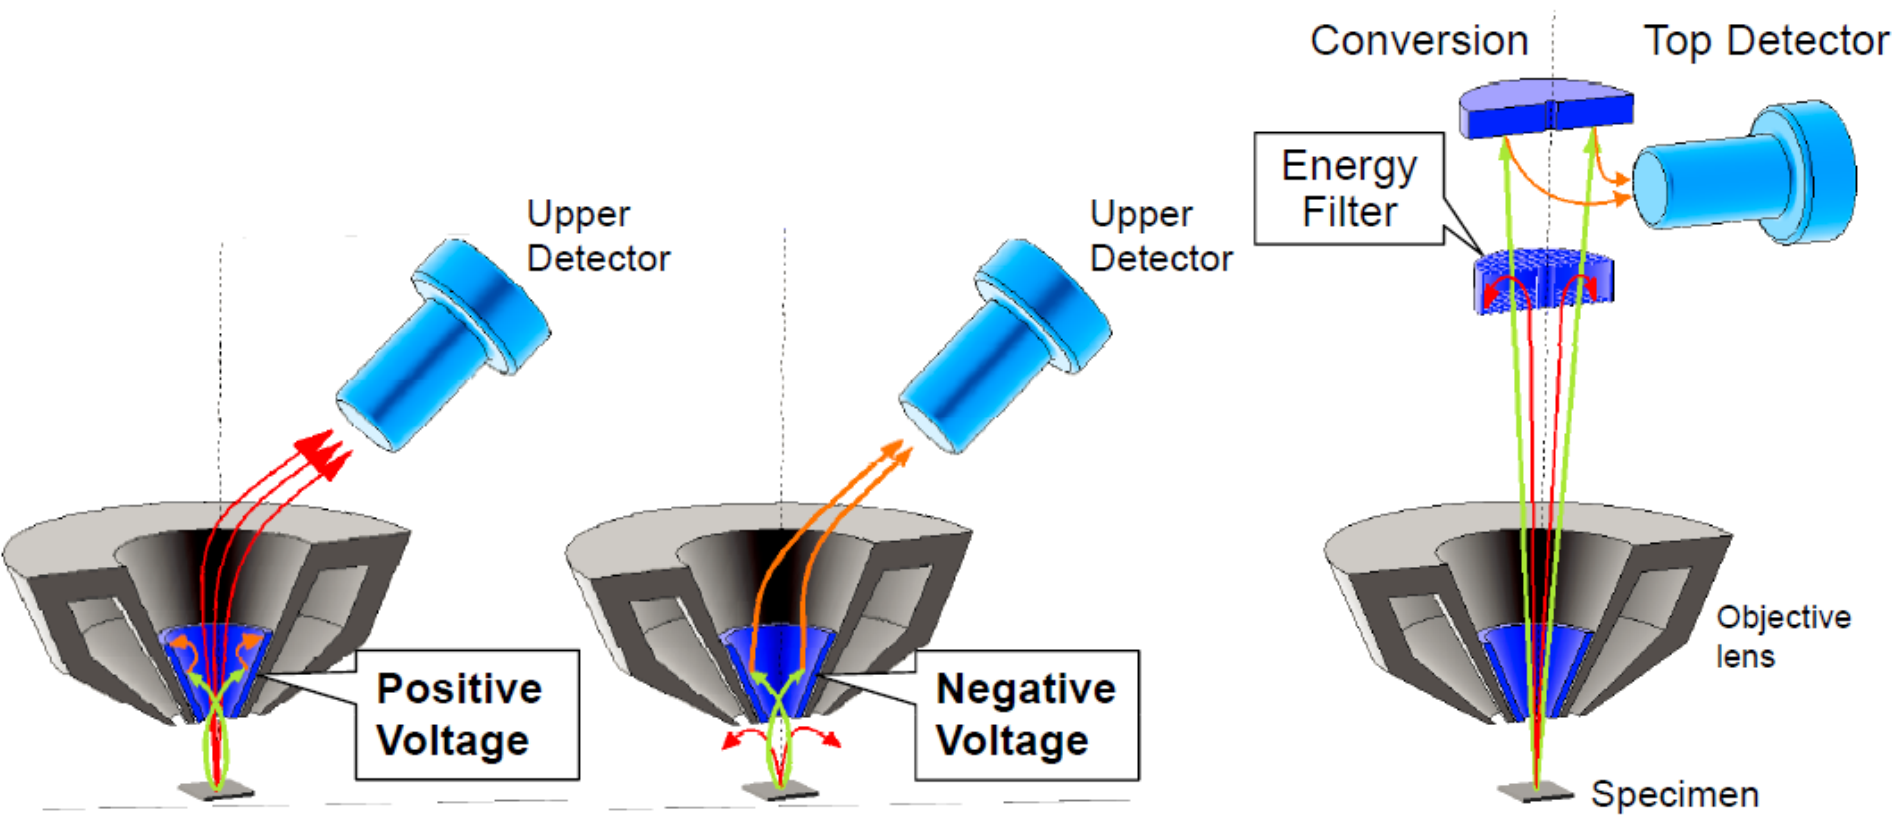 Upper
Detector
Positive
Voltage
Upper
Detector
Negative
Voltage
Conversion
Top Detector
Energy
Filter
Objective
lens
Specimen